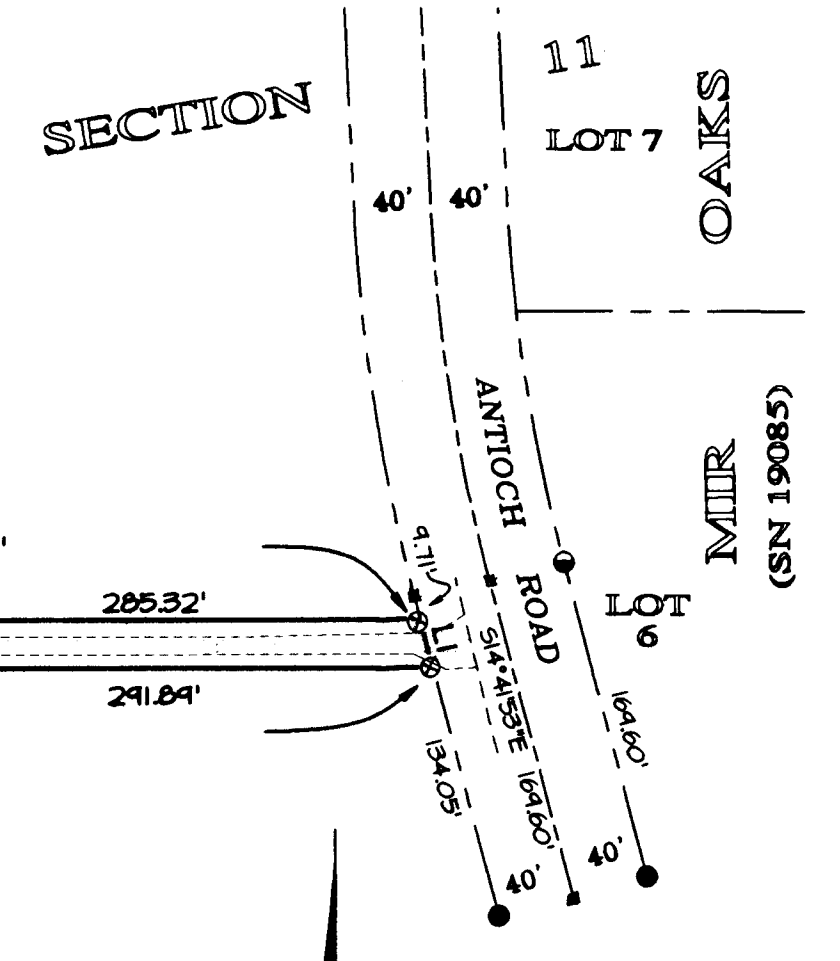 SECTION
11
LOT 7
OAKS
40'
40'
ANTIOCH
ROAD
MIR
(SN 19085)
9.71'
'
285.32'
L1
LOT
6
S14°41'53"E
169.60'
291.89'
169.60'
134.05'
40'
40'